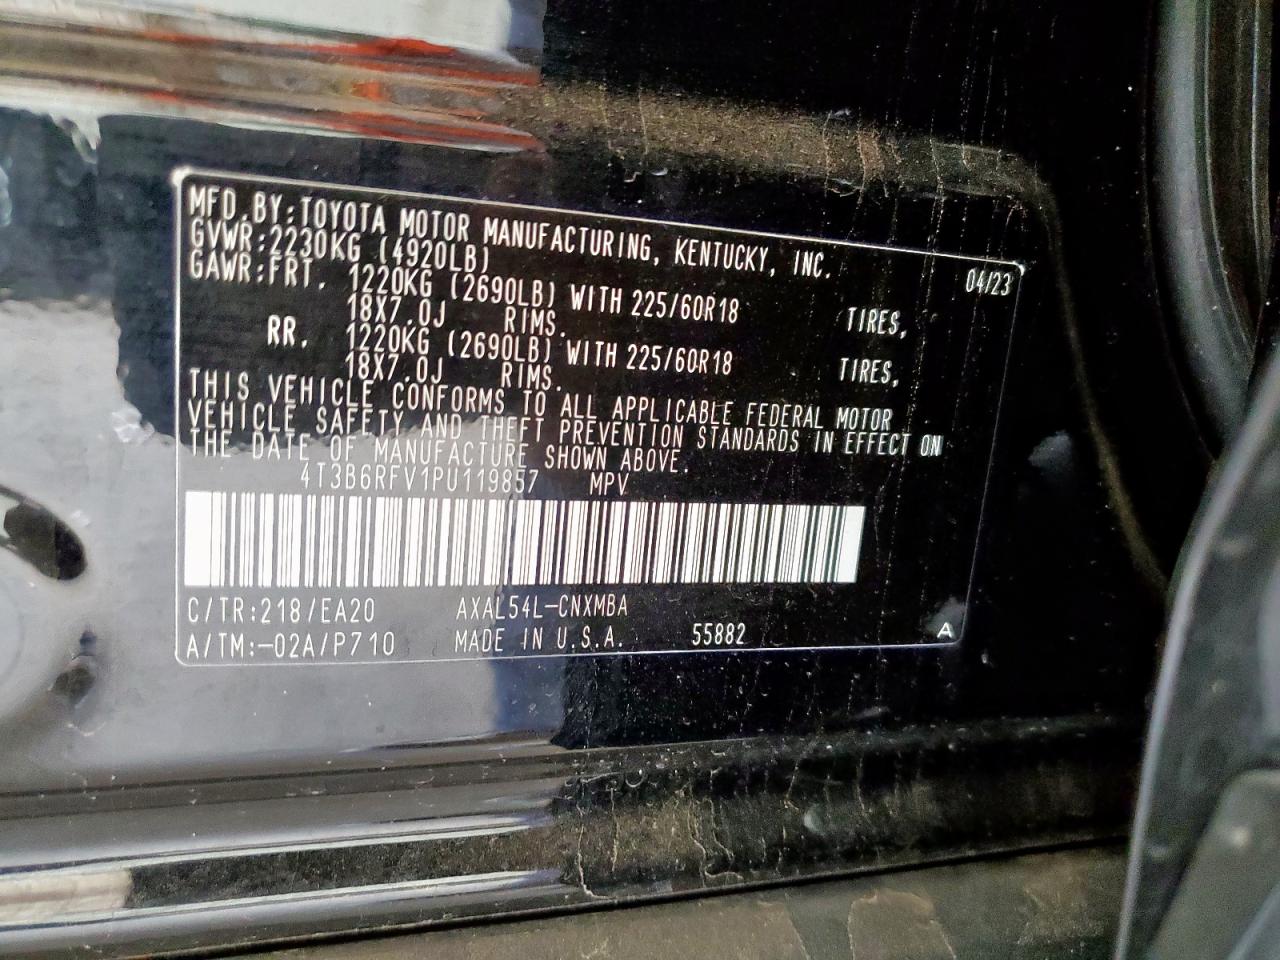 MFD.BY:TOYOTA MOTOR MANUFACTURING, KENTUCKY, INC.
GVWR:2230KG (4920LB) 04/23
GAWR:FRT. 1220KG (2690LB) WITH 225/60R18 TIRES,
18X7.0J RIMS.
RR. 1220KG (2690LB) WITH 225/60R18 TIRES,
18X7.0J RIMS.
THIS VEHICLE CONFORMS TO ALL APPLICABLE FEDERAL MOTOR
VEHICLE SAFETY AND THEFT PREVENTION STANDARDS IN EFFECT ON
THE DATE OF MANUFACTURE SHOWN ABOVE.
4T3B6RFV1PU119857 MPV
C/TR:218/EA20 AXAL54L-CNXMBA
A/TM:-02A/P710 MADE IN U.S.A. 55882 A